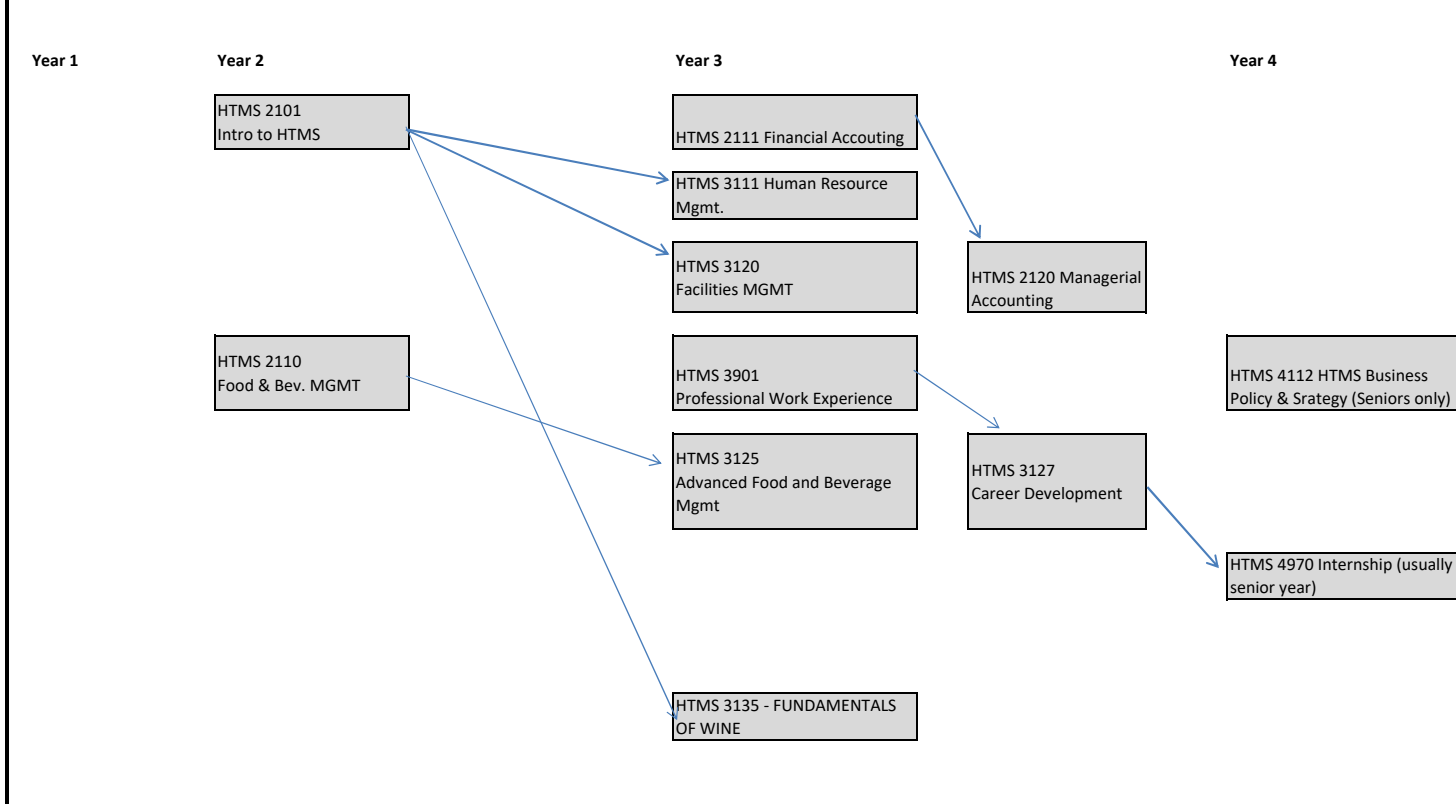 Year 1
Year 2
Year 3
Year 4
HTMS 2101
Intro to HTMS
HTMS 2111 Financial Accouting
HTMS 3111 Human Resource
Mgmt.
HTMS 3120
Facilities MGMT
HTMS 2120 Managerial
Accounting
HTMS 2110
Food & Bev. MGMT
HTMS 3901
Professional Work Experience
HTMS 4112 HTMS Business
Policy & Srategy (Seniors only)
HTMS 3125
Advanced Food and Beverage
Mgmt
HTMS 3127
Career Development
HTMS 4970 Internship (usually
senior year)
HTMS 3135 - FUNDAMENTALS
OF WINE